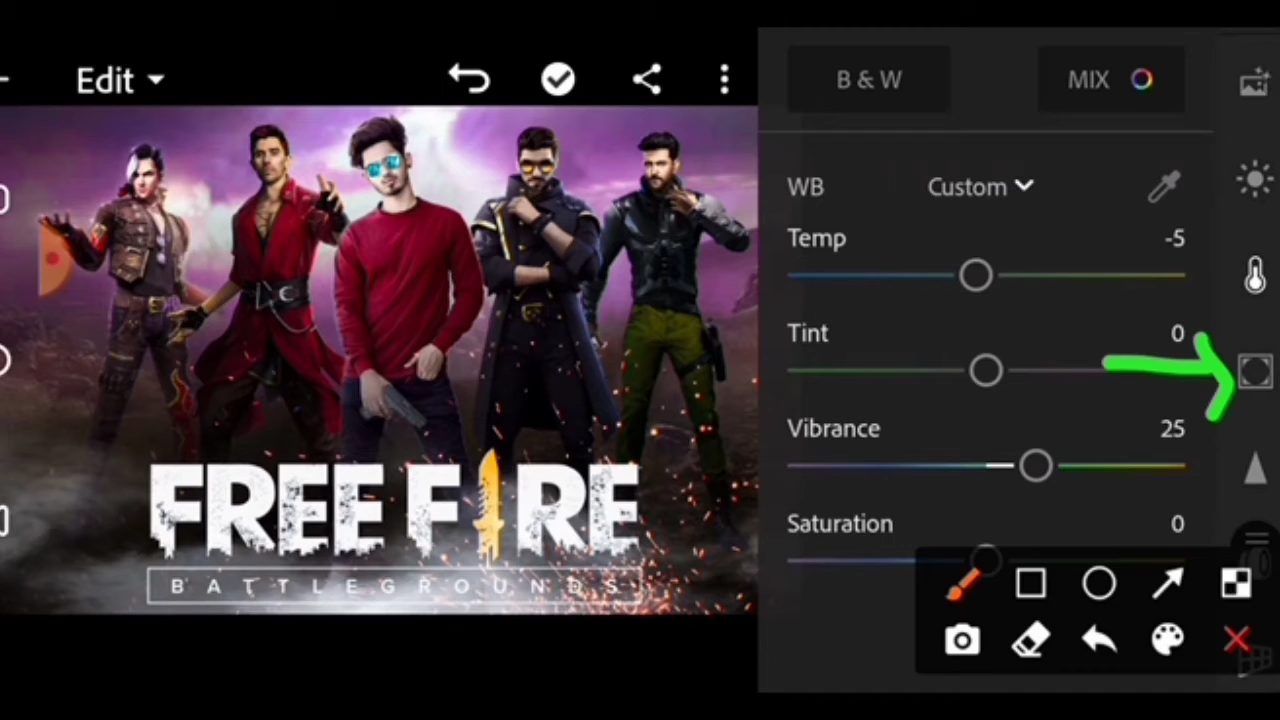 Edit
B & W
MIX
WB
Custom
Temp
-5
Tint
0
Vibrance
25
Saturation
0
FREE FIRE
BATTLEGROUNDS